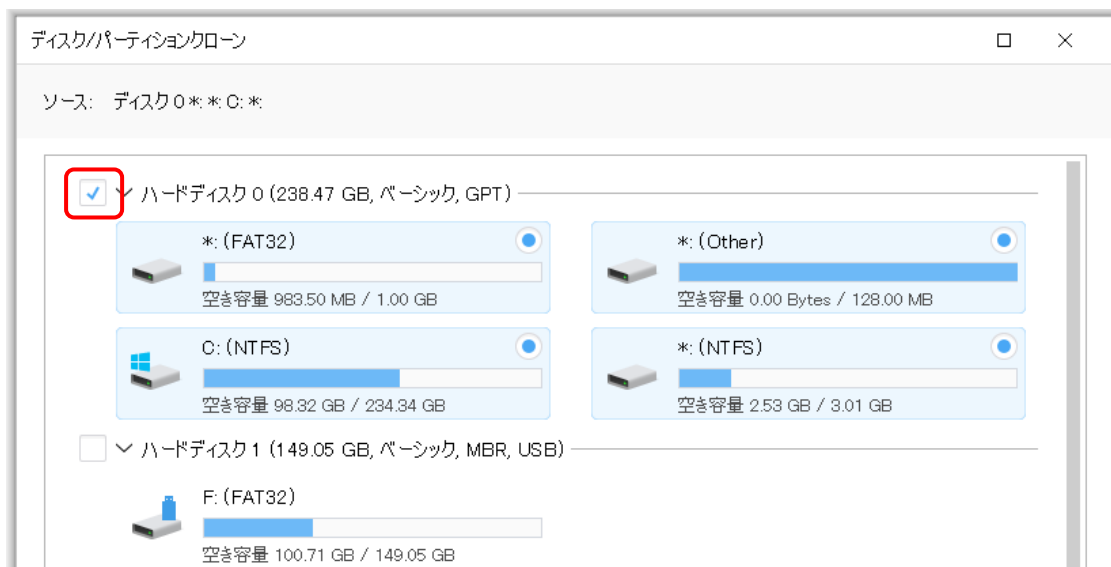 ディスク/パーティションクローン
ソース: ディスク 0 *: *: C: *:
ハードディスク 0 (238.47 GB, ベーシック, GPT)
*: (FAT32)
空き容量 983.50 MB / 1.00 GB
*: (Other)
空き容量 0.00 Bytes / 128.00 MB
C: (NTFS)
空き容量 98.32 GB / 234.34 GB
*: (NTFS)
空き容量 2.53 GB / 3.01 GB
ハードディスク 1 (149.05 GB, ベーシック, MBR, USB)
F: (FAT32)
空き容量 100.71 GB / 149.05 GB